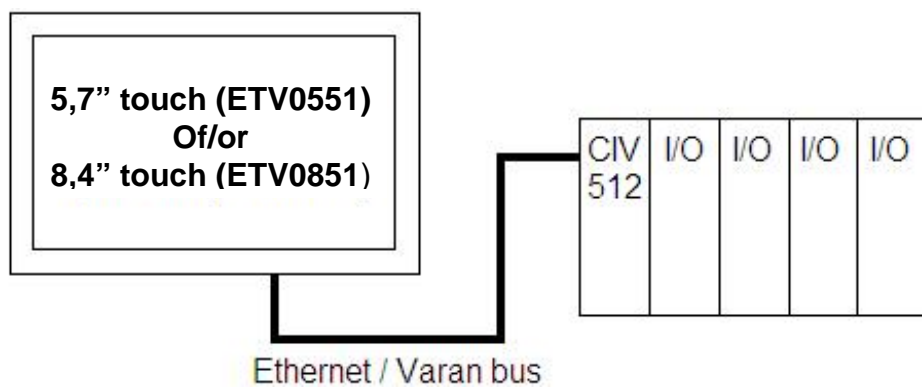 5,7” touch (ETV0551)
Of/or
8,4” touch (ETV0851)
CIV I/O I/O I/O I/O
512
Ethernet / Varan bus